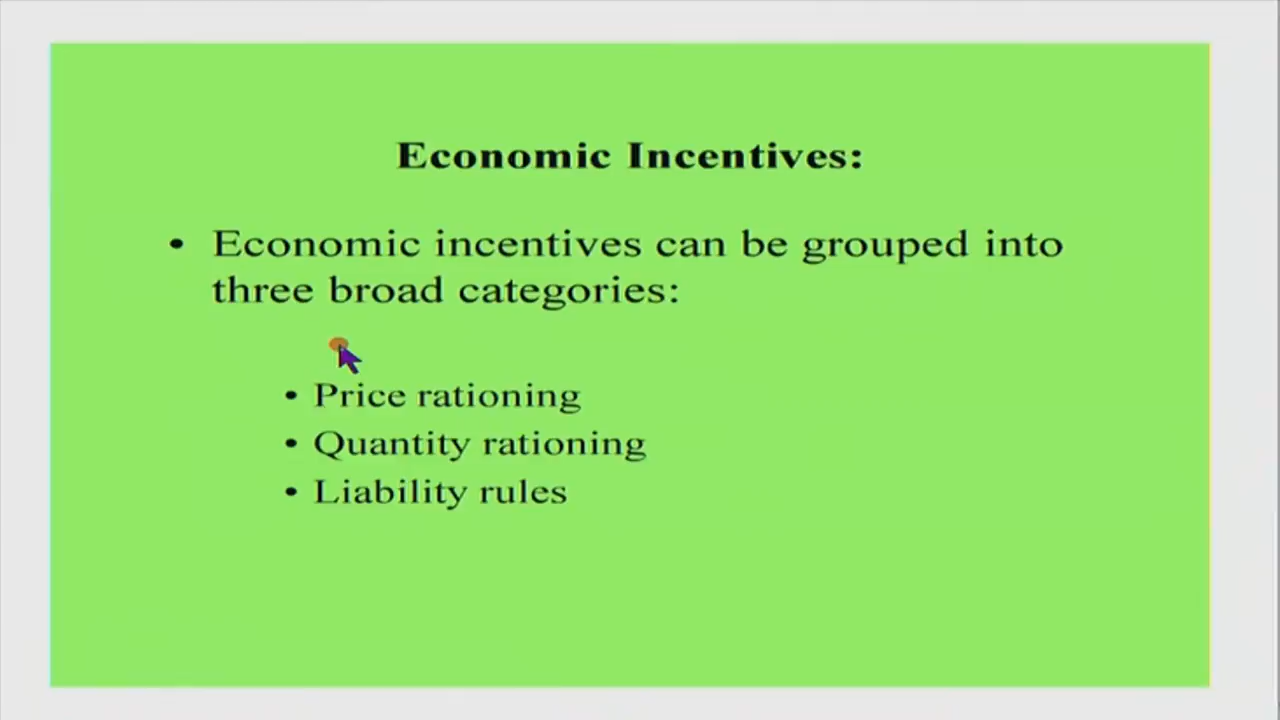 Economic Incentives:
• Economic incentives can be grouped into
three broad categories:
• Price rationing
• Quantity rationing
• Liability rules